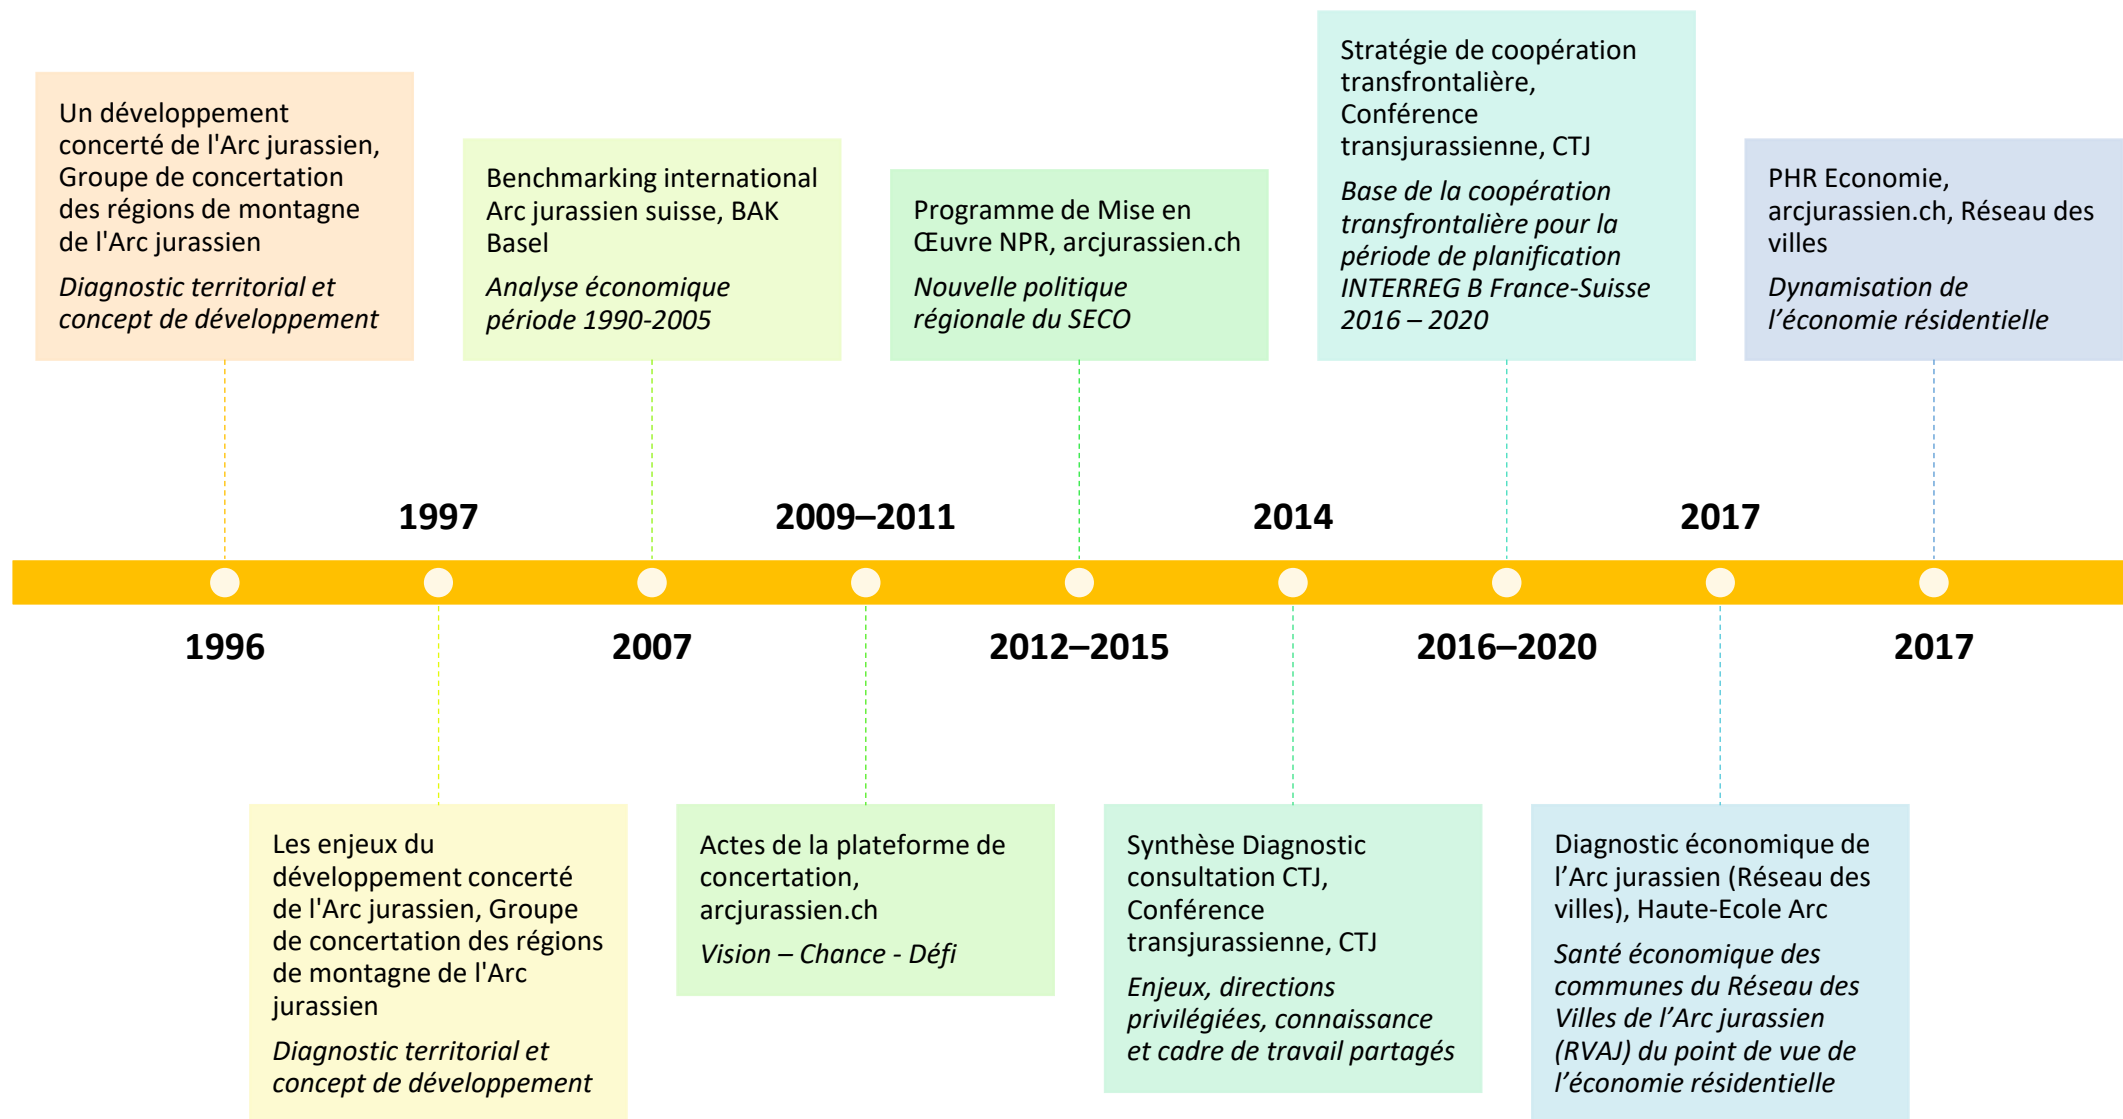 Un développement
concerté de l'Arc jurassien,
Groupe de concertation
des régions de montagne
de l'Arc jurassien
Diagnostic territorial et
concept de développement
Benchmarking international
Arc jurassien suisse, BAK
Basel
Analyse économique
période 1990-2005
Programme de Mise en
Œuvre NPR, arcjurassien.ch
Nouvelle politique
régionale du SECO
Stratégie de coopération
transfrontalière,
Conférence
transjurassienne, CTJ
Base de la coopération
transfrontalière pour la
période de planification
INTERREG B France-Suisse
2016 – 2020
PHR Economie,
arcjurassien.ch, Réseau des
villes
Dynamisation de
l’économie résidentielle
1997
2009–2011
2014
2017
1996
2007
2012–2015
2016–2020
2017
Les enjeux du
développement concerté
de l'Arc jurassien, Groupe
de concertation des régions
de montagne de l'Arc
jurassien
Diagnostic territorial et
concept de développement
Actes de la plateforme de
concertation,
arcjurassien.ch
Vision – Chance - Défi
Synthèse Diagnostic
consultation CTJ,
Conférence
transjurassienne, CTJ
Enjeux, directions
privilégiées, connaissance
et cadre de travail partagés
Diagnostic économique de
l’Arc jurassien (Réseau des
villes), Haute-Ecole Arc
Santé économique des
communes du Réseau des
Villes de l’Arc jurassien
(RVAJ) du point de vue de
l’économie résidentielle